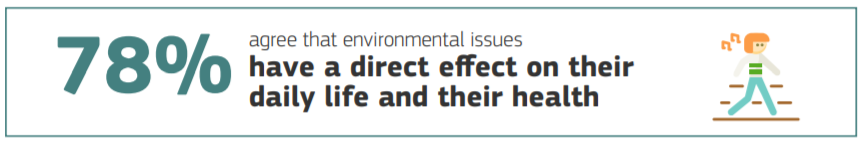 78%
agree that environmental issues
have a direct effect on their
daily life and their health